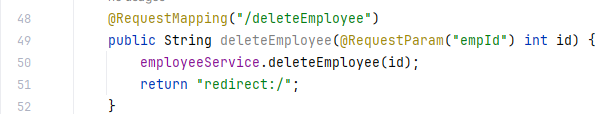 48 @RequestMapping("/deleteEmployee")
49 public String deleteEmployee(@RequestParam("empId") int id) {
50 employeeService.deleteEmployee(id);
51 return "redirect:/";
52 }